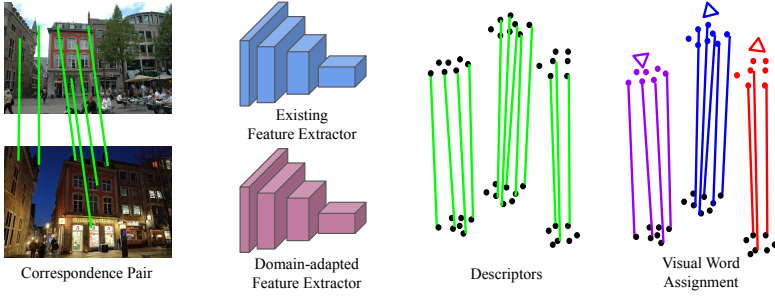 Existing
Feature Extractor
Correspondence Pair
Domain-adapted
Feature Extractor
Descriptors
Visual Word
Assignment